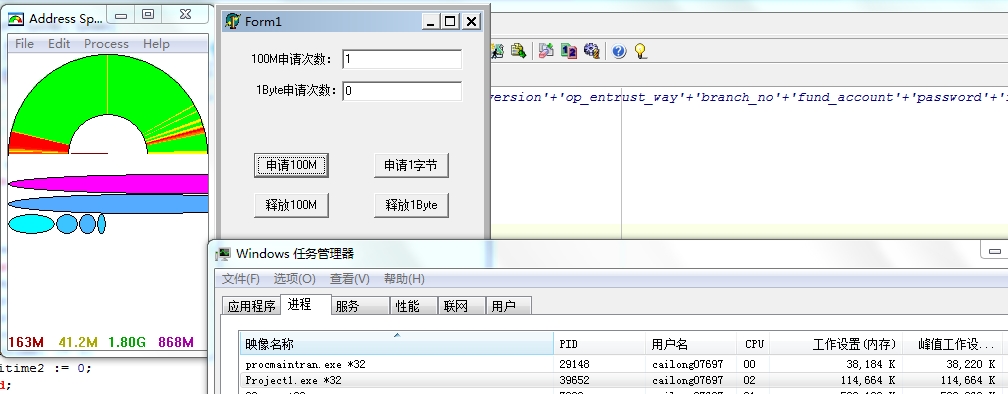 Address Sp...
File Edit Process Help
163M 41.2M 1.80G 868M
Form1
100M申请次数: 1
1Byte申请次数: 0
申请100M 申请1字节
释放100M 释放1Byte
version'+'op_entrust_way'+'branch_no'+'fund_account'+'password'+'
itime2 := 0;
d;
Windows 任务管理器
文件(F) 选项(O) 查看(V) 帮助(H)
应用程序 进程 服务 性能 联网 用户
映像名称 PID 用户名 CPU 工作设置(内存) 峰值工作设...
procmaintran.exe *32 29148 cailong07697 00 38,184 K 38,220 K
Project1.exe *32 39652 cailong07697 02 114,664 K 114,664 K